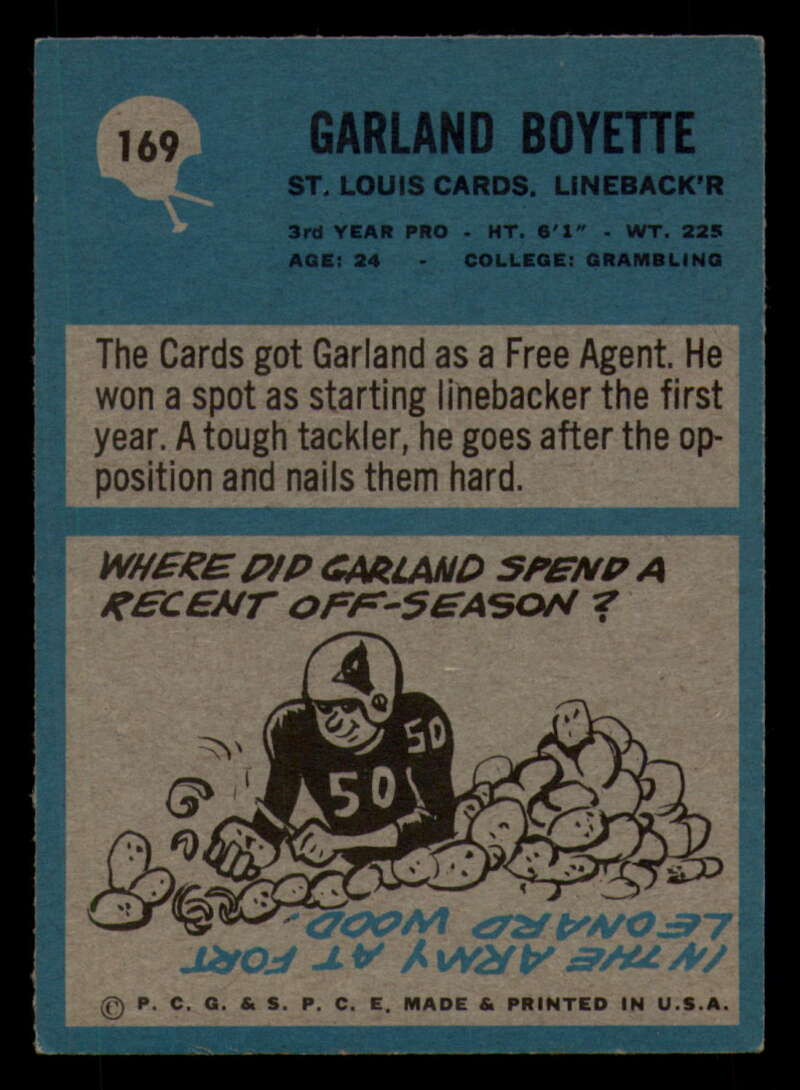 169
GARLAND BOYETTE
ST. LOUIS CARDS. LINEBACK'R
3rd YEAR PRO - HT. 6'1" - WT. 225
AGE: 24 - COLLEGE: GRAMBLING
The Cards got Garland as a Free Agent. He
won a spot as starting linebacker the first
year. A tough tackler, he goes after the op-
position and nails them hard.
WHERE DID GARLAND SPEND A
RECENT OFF-SEASON?
50
50
IN THE ARMY AT FORT
LEONARD WOOD.
© P. C. G. & S. P. C. E. MADE & PRINTED IN U.S.A.